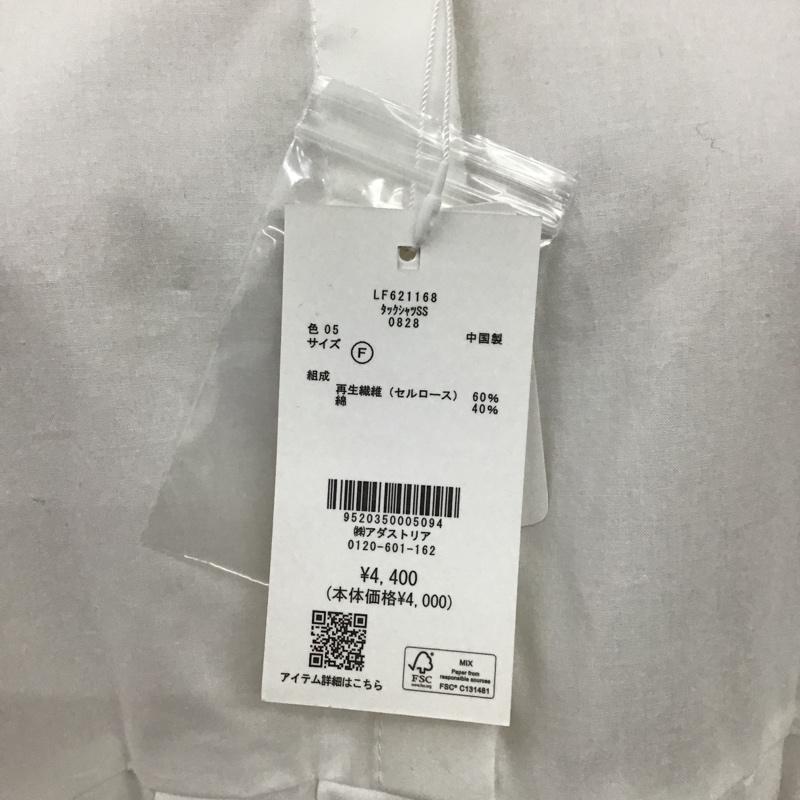 LF621168
ﾀｯｸｼｬﾂSS
0828
色 05 中国製
サイズ Ⓕ
組成
再生繊維（セルロース） 60%
綿 40%
9520350005094
㈱アダストリア
0120-601-162
¥4,400
(本体価格¥4,000)
アイテム詳細はこちら
FSC
www.fsc.org
MIX
Paper from
responsible sources
FSC® C131481